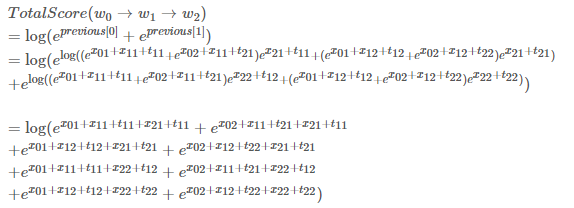 TotalScore(w₀ → w₁ → w₂)
= log(e^{previous[0]} + e^{previous[1]})
= log(e^{log((e^{x01+x11+t11}+e^{x02+x11+t21})e^{x21+t11}+(e^{x01+x12+t12}+e^{x02+x12+t22})e^{x21+t21})}
+e^{log((e^{x01+x11+t11}+e^{x02+x11+t21})e^{x22+t12}+(e^{x01+x12+t12}+e^{x02+x12+t22})e^{x22+t22})})
= log(e^{x01+x11+t11+x21+t11} + e^{x02+x11+t21+x21+t11}
+e^{x01+x12+t12+x21+t21} + e^{x02+x12+t22+x21+t21}
+e^{x01+x11+t11+x22+t12} + e^{x02+x11+t21+x22+t12}
+e^{x01+x12+t12+x22+t22} + e^{x02+x12+t22+x22+t22})